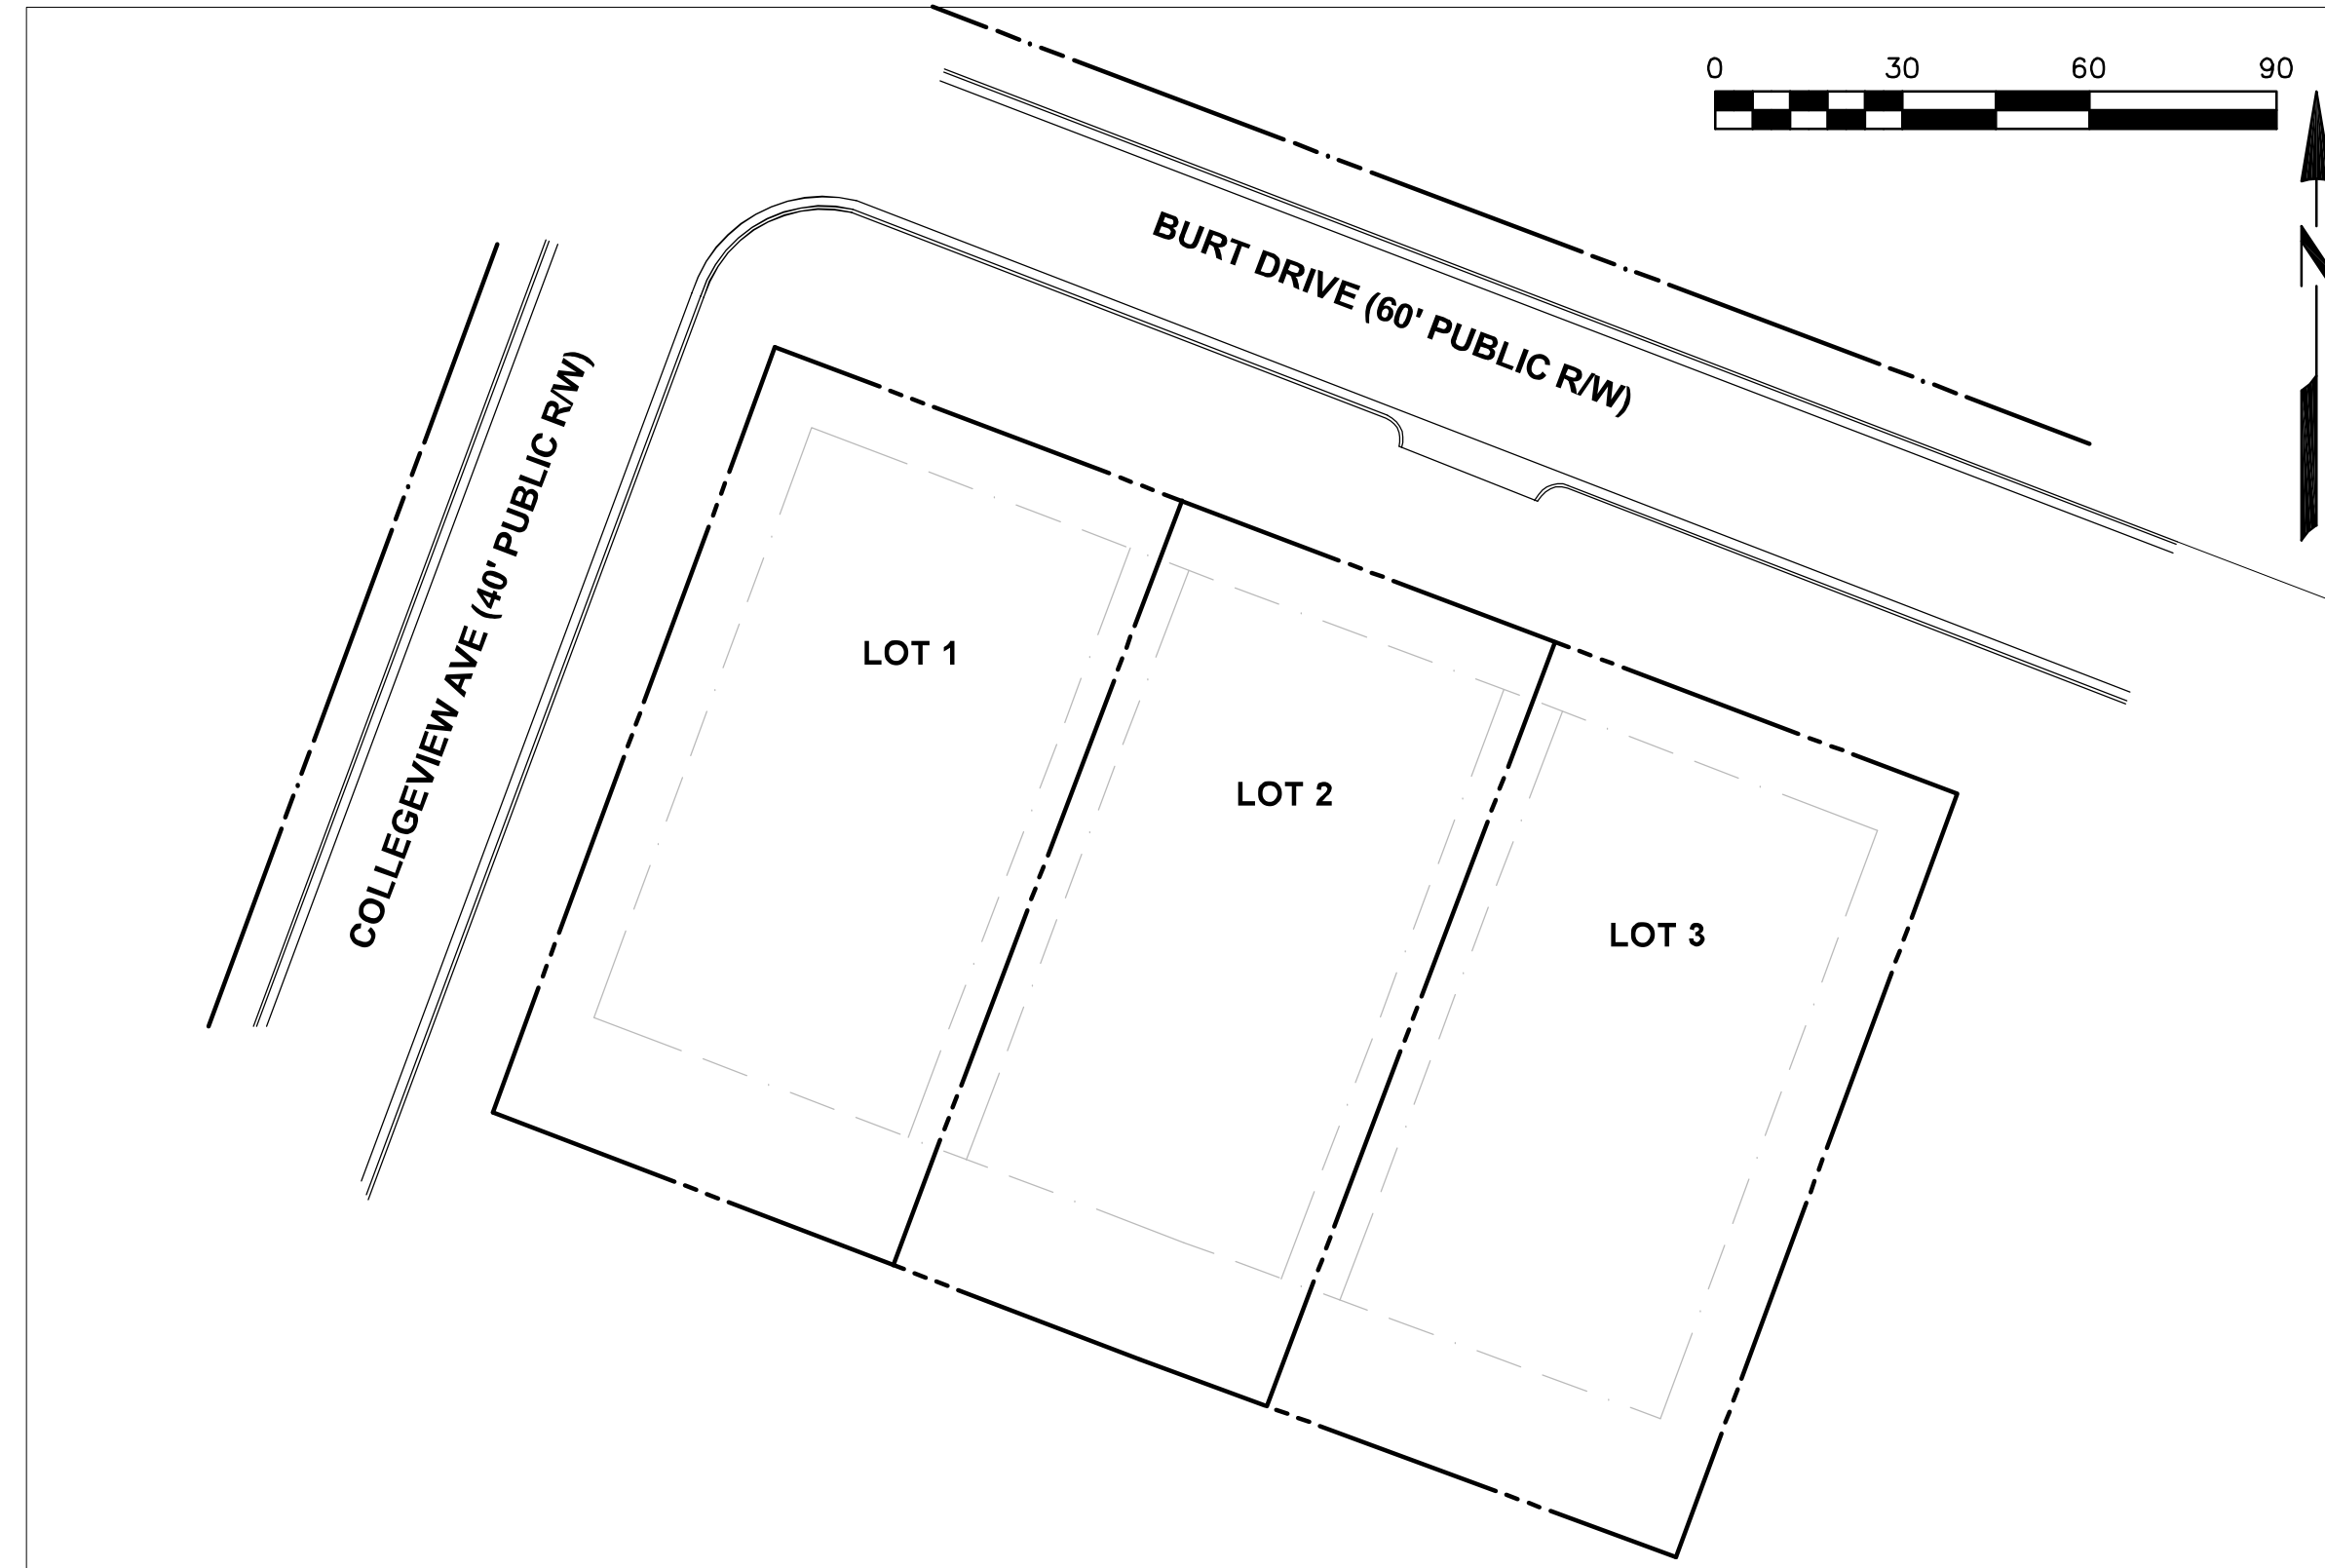 0 30 60 90
BURT DRIVE (60' PUBLIC R/W)
N
COLLEGEVIEW AVE (40' PUBLIC R/W)
LOT 1
LOT 2
LOT 3